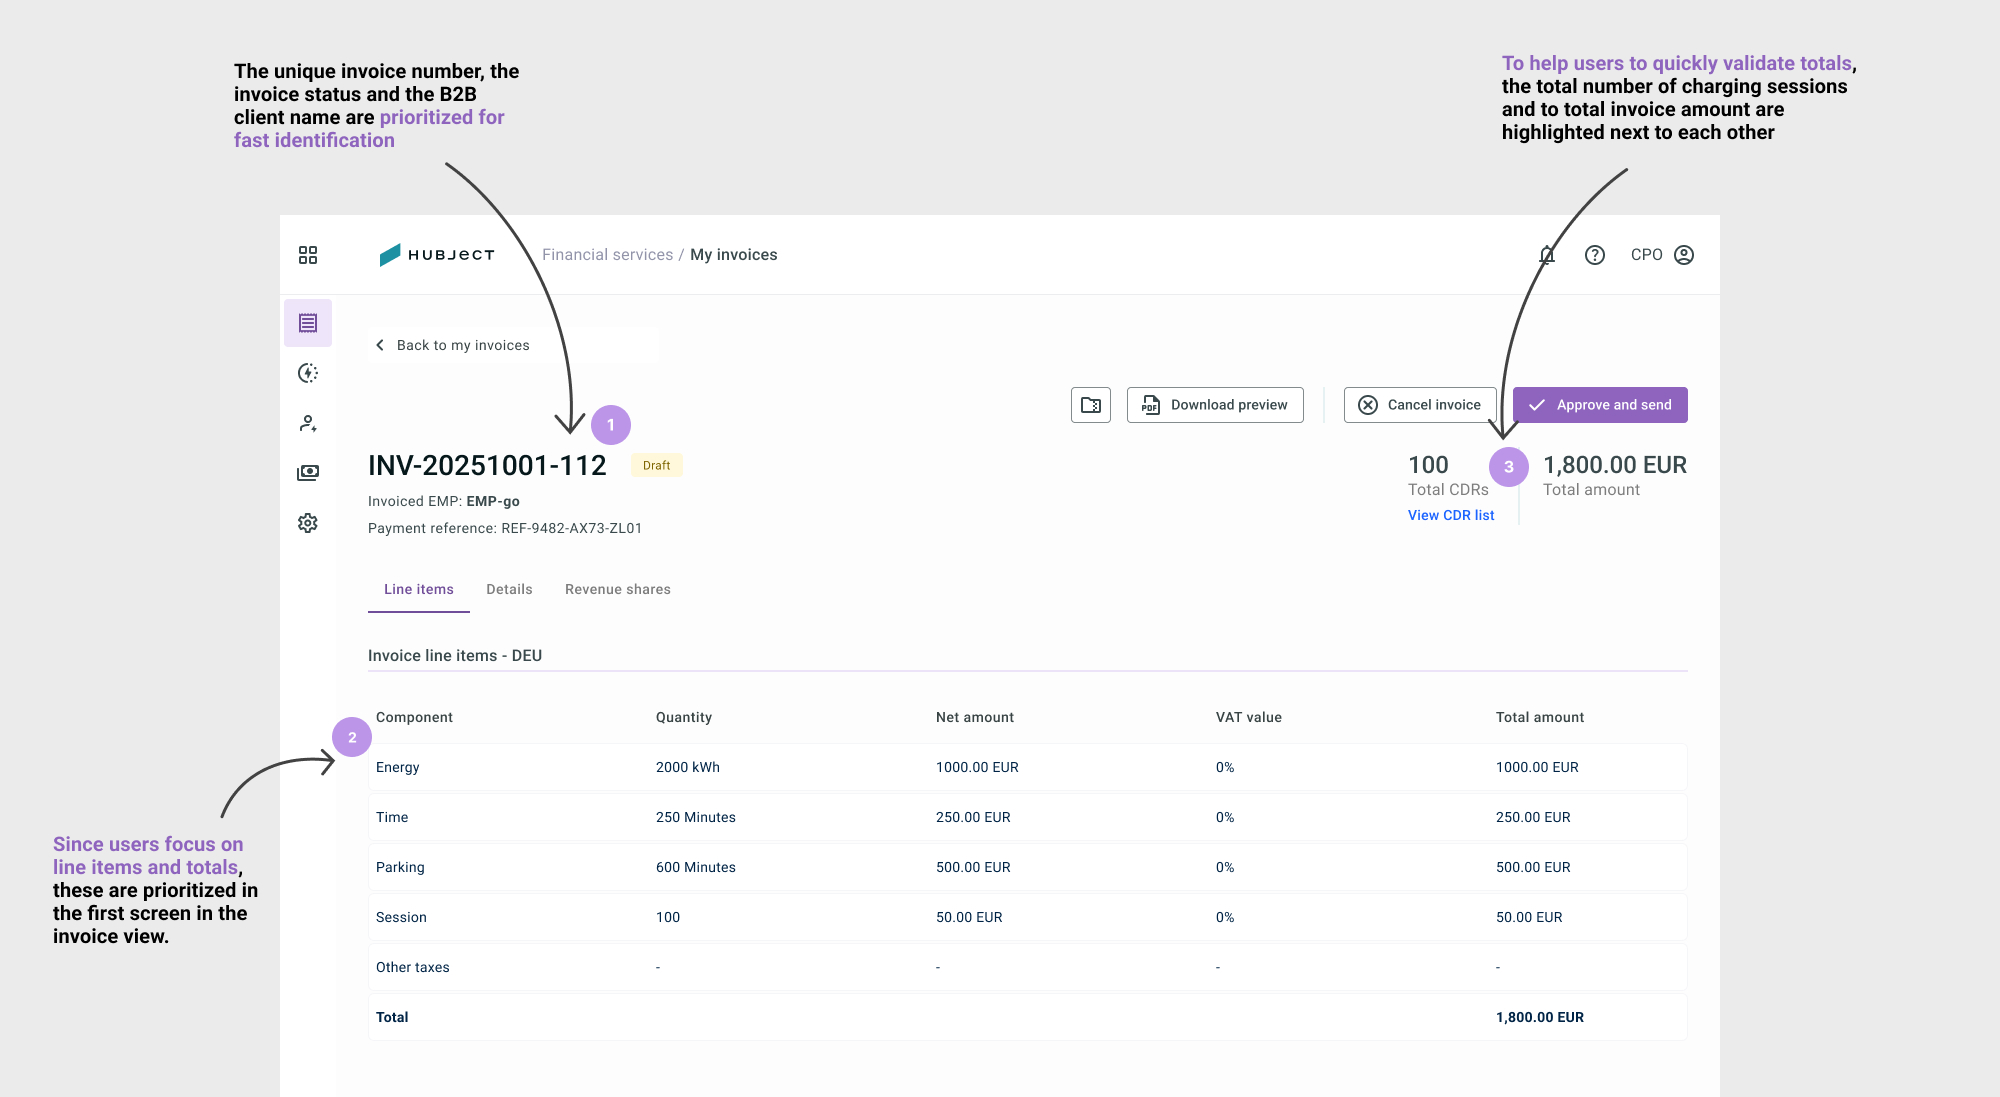 The unique invoice number, the
invoice status and the B2B
client name are prioritized for
fast identification
To help users to quickly validate totals,
the total number of charging sessions
and to total invoice amount are
highlighted next to each other
HUBJECT
Financial services / My invoices
CPO
Back to my invoices
PDF Download preview
Cancel invoice
Approve and send
1
INV-20251001-112
Draft
Invoiced EMP: EMP-go
Payment reference: REF-9482-AX73-ZL01
100
Total CDRs
View CDR list
3
1,800.00 EUR
Total amount
Line items Details Revenue shares
Invoice line items - DEU
2
Component Quantity Net amount VAT value Total amount
Energy 2000 kWh 1000.00 EUR 0% 1000.00 EUR
Time 250 Minutes 250.00 EUR 0% 250.00 EUR
Parking 600 Minutes 500.00 EUR 0% 500.00 EUR
Session 100 50.00 EUR 0% 50.00 EUR
Other taxes - - - -
Total 1,800.00 EUR
Since users focus on
line items and totals,
these are prioritized in
the first screen in the
invoice view.